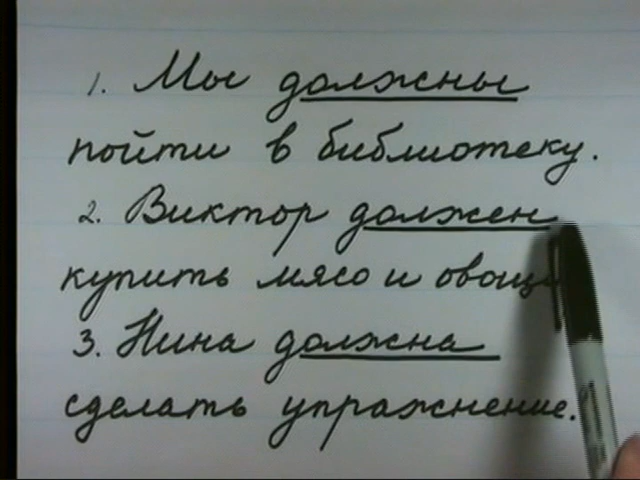 1. Мы должны
пойти в библиотеку.
2. Виктор должен
купить мясо и
3. Нина должна
сделать упражнение.